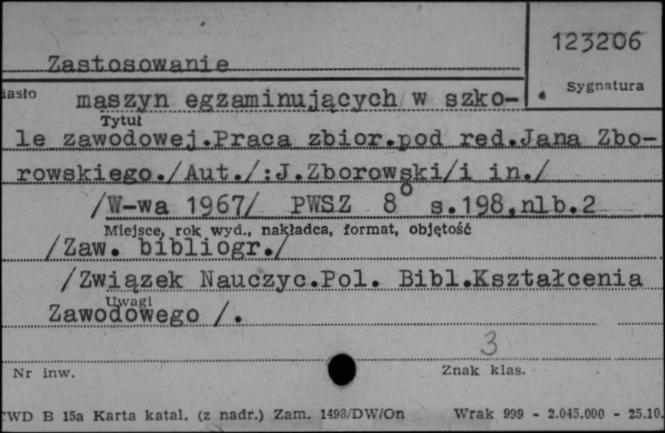 123206
Zastosowanie
Sygnatura
iasło
maszyn egzaminujących w szko-
Tytuł
le zawodowej.Praca zbior.pod red.Jana Zbo-
rowskiego./Aut./:J.Zborowski/i in./
/W-wa 1967/ PWSZ 8° s.198,nlb.2
Miejsce, rok wyd., nakładca, format, objętość
/Zaw. bibliogr./
/Związek Nauczyc.Pol. Bibl.Kształcenia
Uwagi
Zawodowego /.
3
Nr inw.
Znak klas.
WD B 15a Karta katal. (z nadr.) Zam. 1498/DW/On Wrak 999 - 2.045.000 - 25.10.